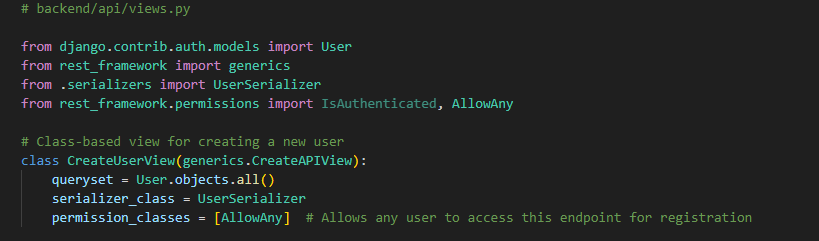 # backend/api/views.py
from django.contrib.auth.models import User
from rest_framework import generics
from .serializers import UserSerializer
from rest_framework.permissions import IsAuthenticated, AllowAny
# Class-based view for creating a new user
class CreateUserView(generics.CreateAPIView):
    queryset = User.objects.all()
    serializer_class = UserSerializer
    permission_classes = [AllowAny]  # Allows any user to access this endpoint for registration